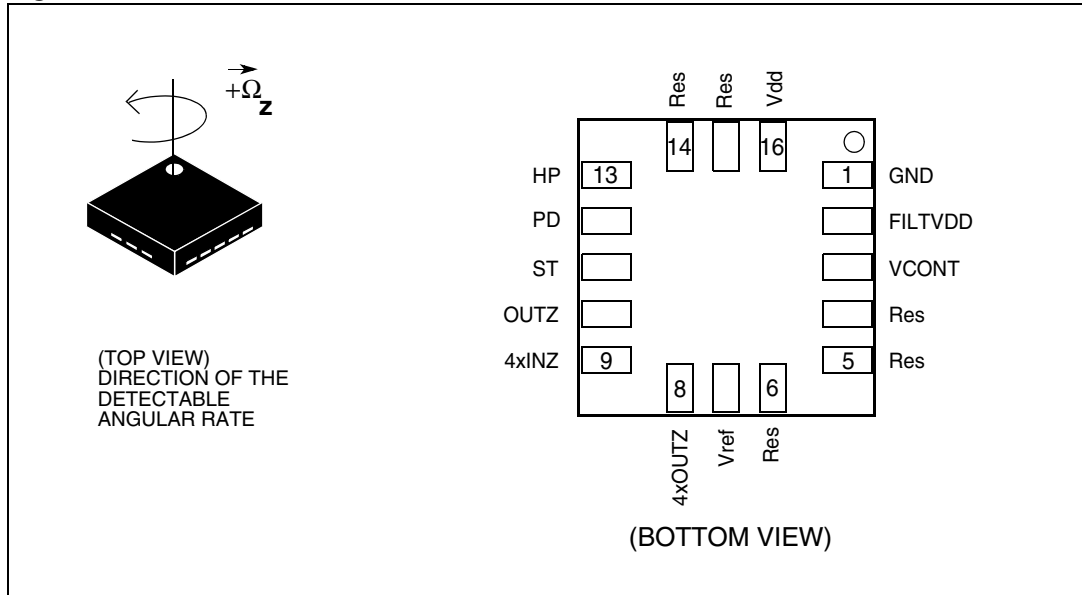 +Ω
z
(TOP VIEW)
DIRECTION OF THE
DETECTABLE
ANGULAR RATE
Res
Res
Vdd
14
16
HP
13
1
GND
PD
FILTVDD
ST
VCONT
OUTZ
Res
4xINZ
9
5
Res
8
6
4xOUTZ
Vref
Res
(BOTTOM VIEW)